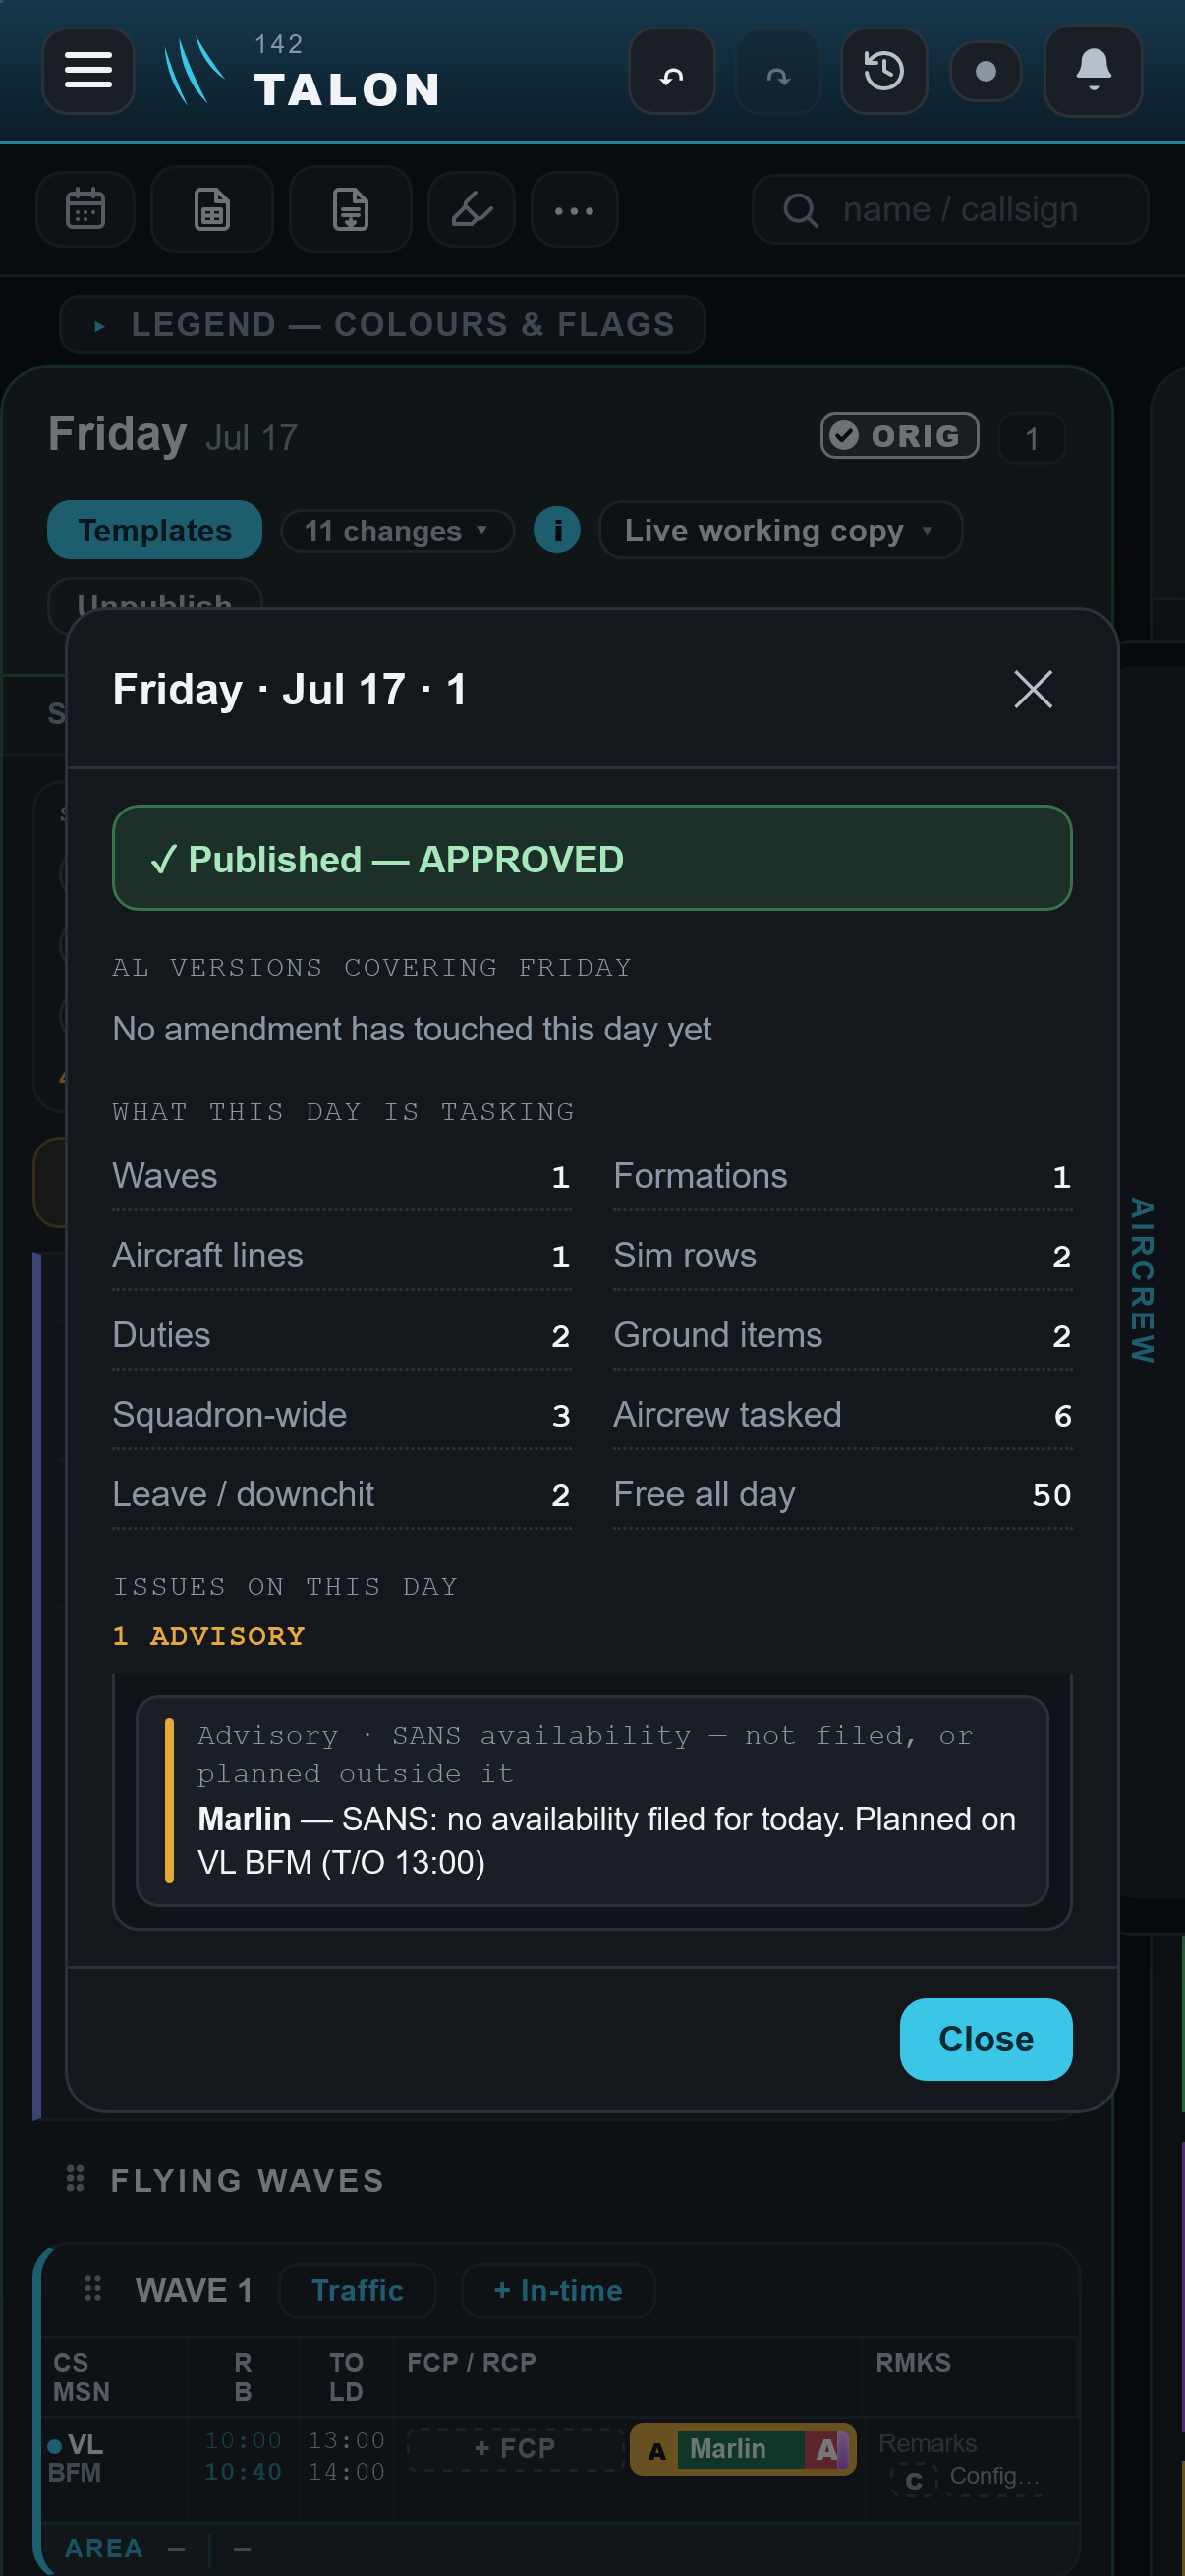 142
TALON
name / callsign
▸ LEGEND — COLOURS & FLAGS
Friday Jul 17
ORIG 1
Templates 11 changes ▾ i Live working copy ▾
Unpublish
Friday · Jul 17 · 1
✓ Published — APPROVED
AL VERSIONS COVERING FRIDAY
No amendment has touched this day yet
WHAT THIS DAY IS TASKING
Waves 1 Formations 1
Aircraft lines 1 Sim rows 2
Duties 2 Ground items 2
Squadron-wide 3 Aircrew tasked 6
Leave / downchit 2 Free all day 50
AIRCREW
ISSUES ON THIS DAY
1 ADVISORY
Advisory · SANS availability — not filed, or
planned outside it
Marlin — SANS: no availability filed for today. Planned on
VL BFM (T/O 13:00)
Close
FLYING WAVES
WAVE 1 Traffic + In-time
CS R TO FCP / RCP RMKS
MSN B LD
VL 10:00 13:00 + FCP A Marlin A Remarks
BFM 10:40 14:00 C Config...
AREA — | —